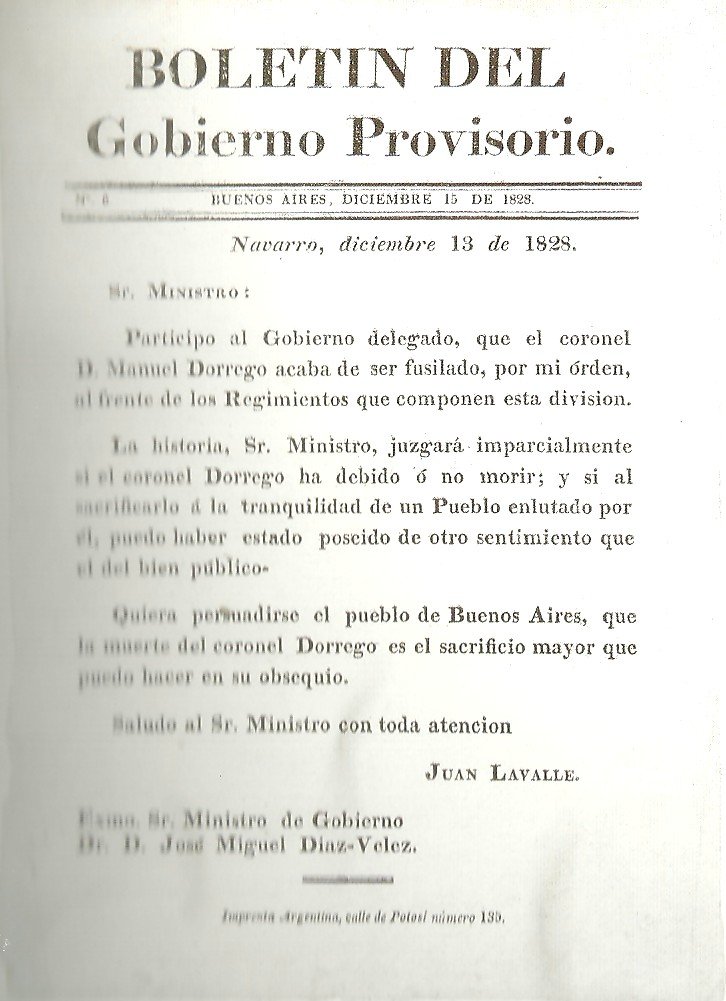 BOLETIN DEL
Gobierno Provisorio.
BUENOS AIRES, DICIEMBRE 15 DE 1828.
Navarro, diciembre 13 de 1828.
Sr. MINISTRO:
Participo al Gobierno delegado, que el coronel
D. Manuel Dorrego acaba de ser fusilado, por mi órden,
al frente de los Regimientos que componen esta division.
La historia, Sr. Ministro, juzgará imparcialmente
si el coronel Dorrego ha debido ó no morir; y si al
sacrificarlo á la tranquilidad de un Pueblo enlutado por
él, puedo haber estado poseido de otro sentimiento que
el del bien público-
Quiera persuadirse el pueblo de Buenos Aires, que
la muerte del coronel Dorrego es el sacrificio mayor que
puedo hacer en su obsequio.
Saludo al Sr. Ministro con toda atencion
JUAN LAVALLE.
Exmo. Sr. Ministro de Gobierno
Dr. D. José Miguel Diaz-Velez.
Imprenta Argentina, calle de Potosí número 135.